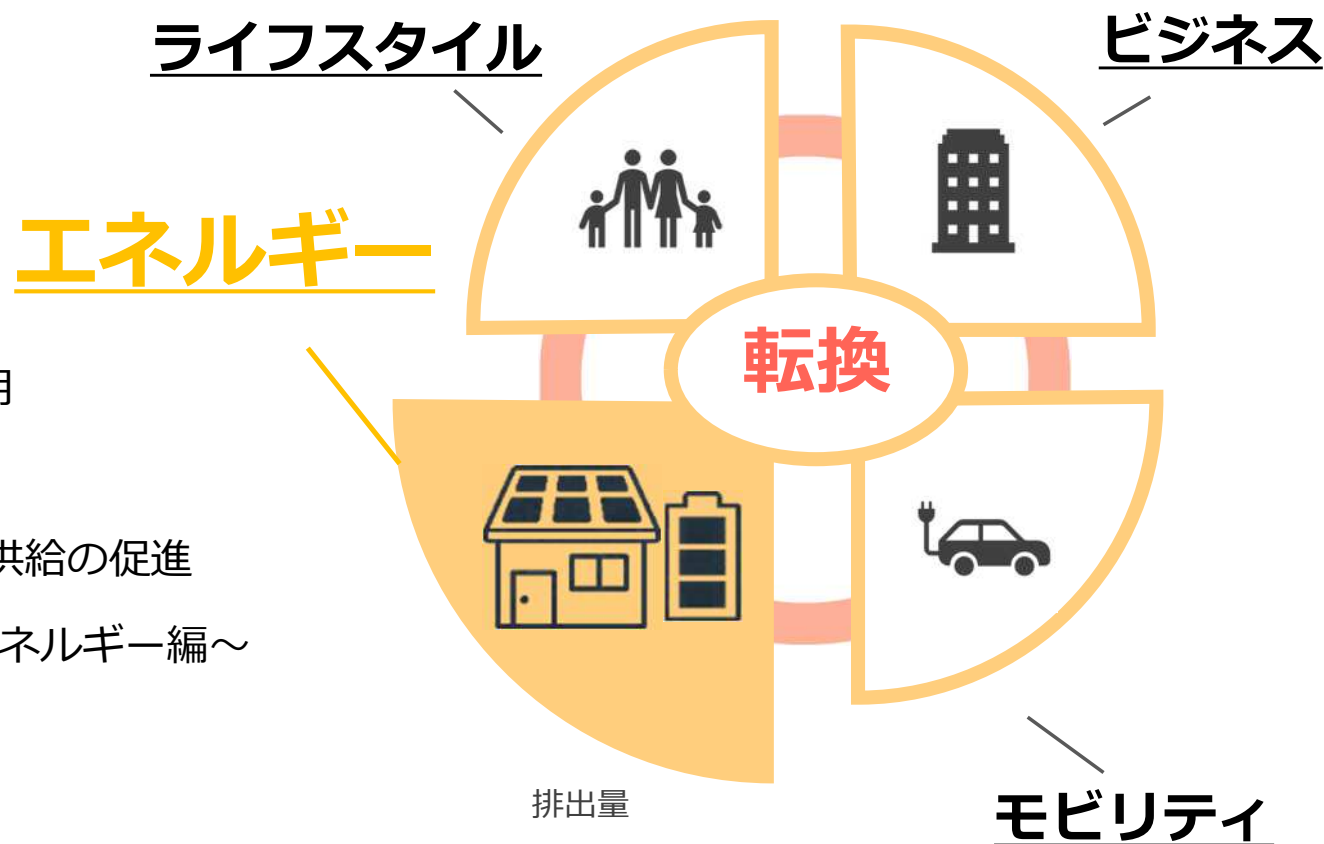 ライフスタイル
ビジネス
エネルギー
転換
用
供給の促進
ネルギー編～
排出量
モビリティ